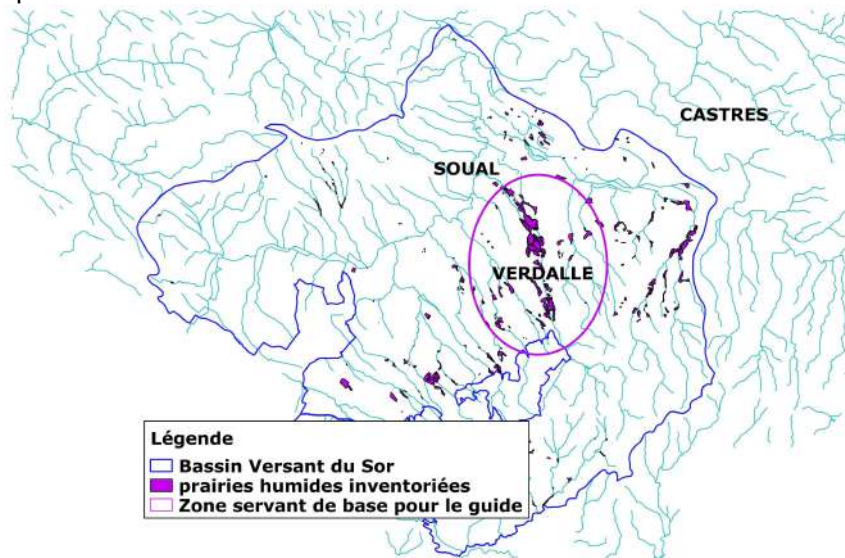 CASTRES
SOUAL
VERDALLE
Légende
Bassin Versant du Sor
prairies humides inventoriées
Zone servant de base pour le guide